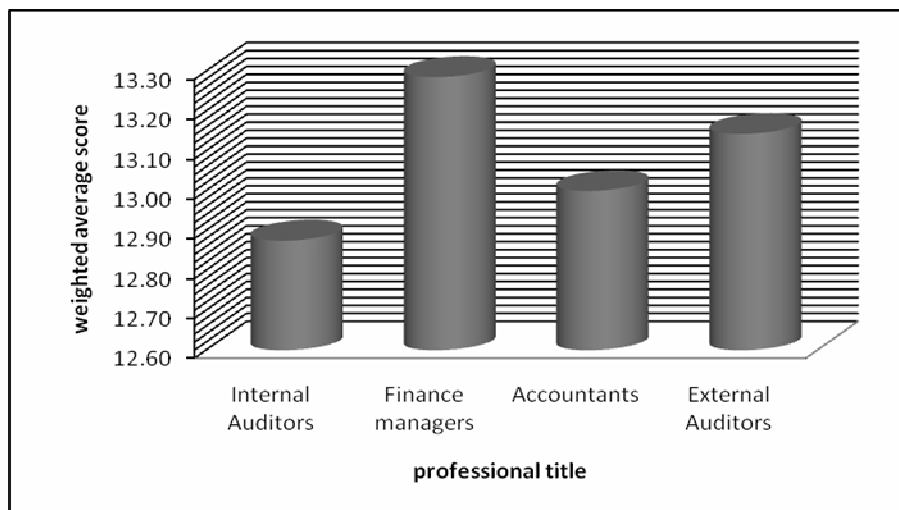 weighted average score
13.30
13.20
13.10
13.00
12.90
12.80
12.70
12.60
Internal
Auditors
Finance
managers
Accountants
External
Auditors
professional title